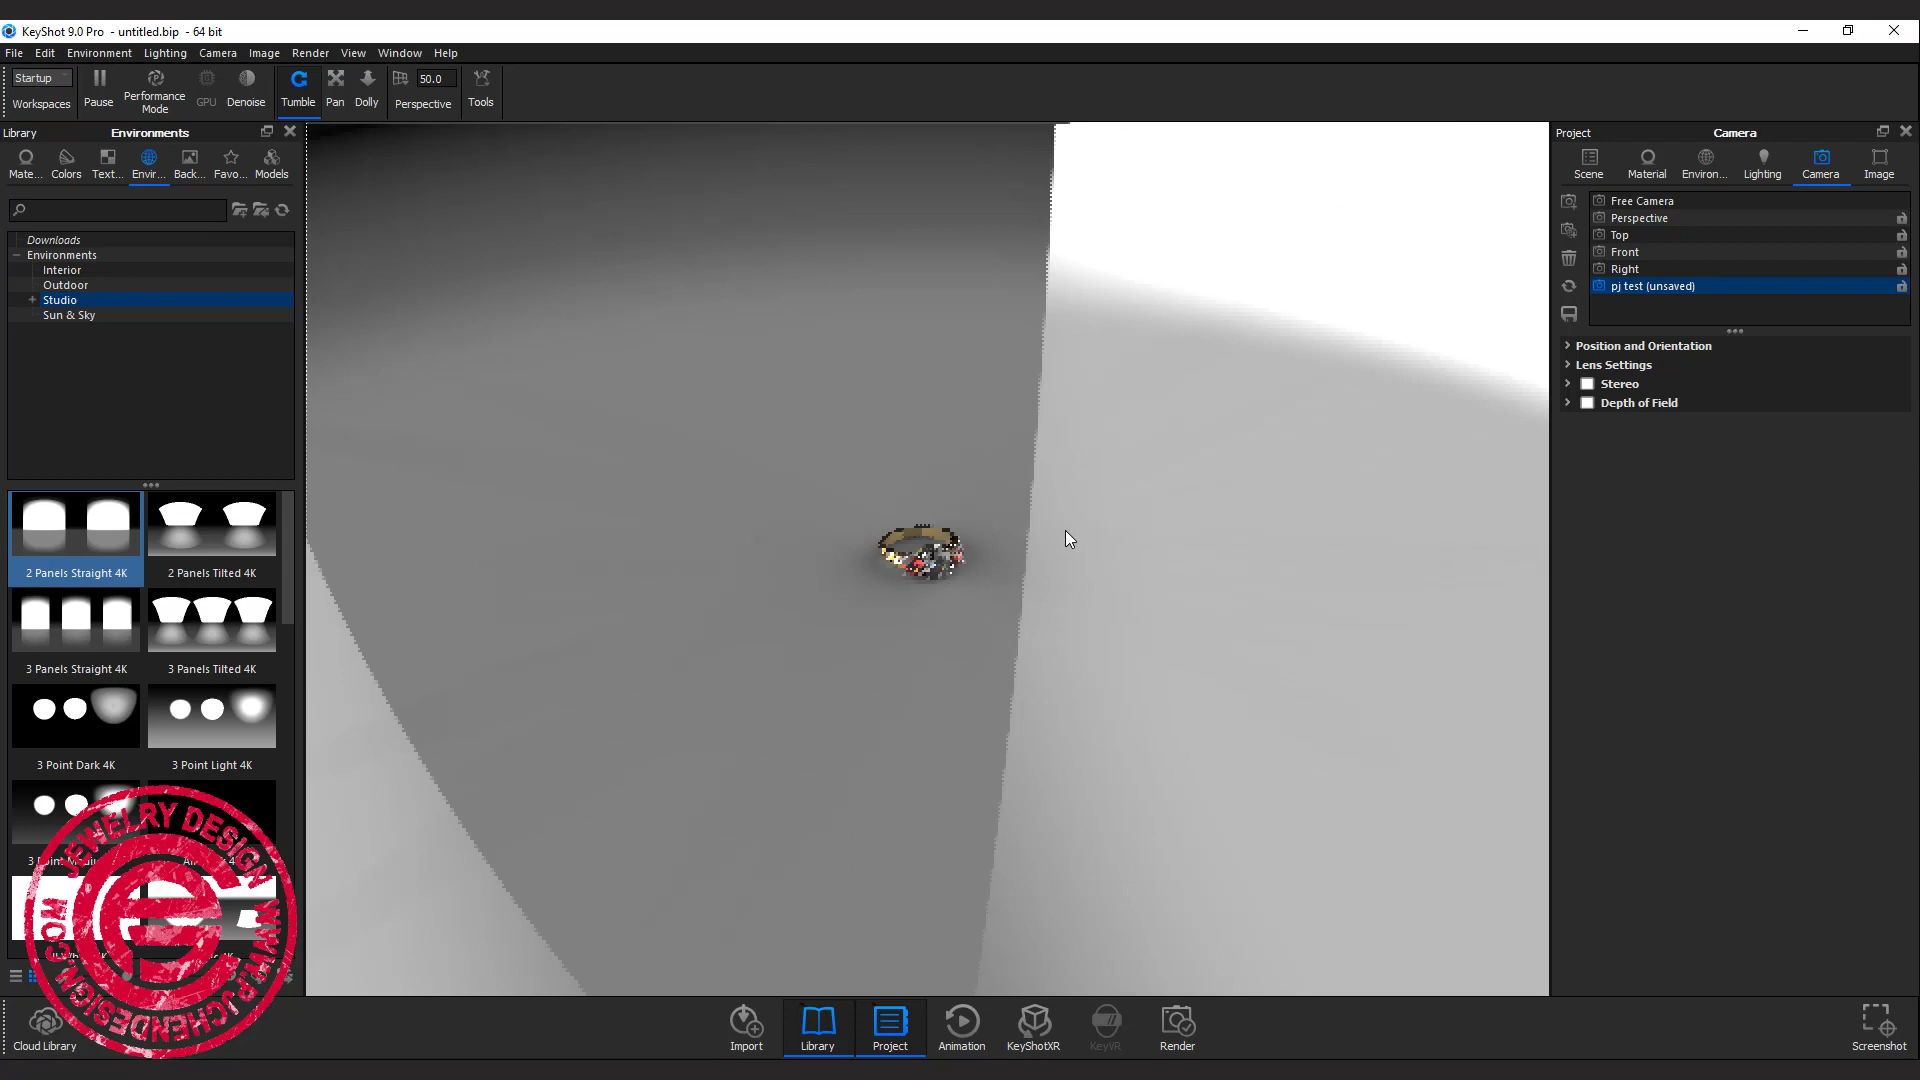 KeyShot 9.0 Pro - untitled.bip - 64 bit
File Edit Environment Lighting Camera Image Render View Window Help
Startup
50.0
Workspaces Pause Performance Mode GPU Denoise Tumble Pan Dolly Perspective Tools
Library Environments
Mate... Colors Text... Envir... Back... Favo... Models
Downloads
Environments
Interior
Outdoor
Studio
Sun & Sky
2 Panels Straight 4K 2 Panels Tilted 4K
3 Panels Straight 4K 3 Panels Tilted 4K
3 Point Dark 4K 3 Point Light 4K
JEWELRY DESIGN
WWW.PJCHENDESIGN.COM
Project Camera
Scene Material Environ... Lighting Camera Image
Free Camera
Perspective
Top
Front
Right
pj test (unsaved)
Position and Orientation
Lens Settings
Stereo
Depth of Field
Cloud Library Import Library Project Animation KeyShotXR KeyVR Render Screenshot